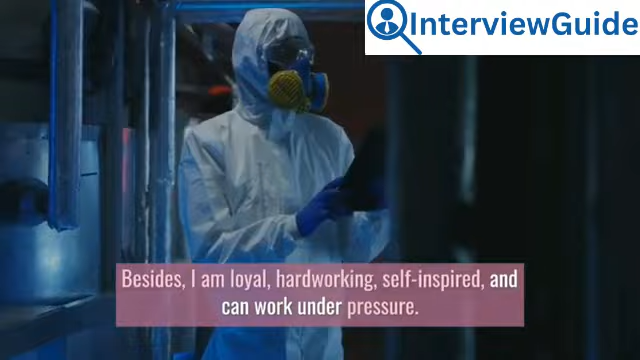 InterviewGuide
Besides, I am loyal, hardworking, self-inspired, and
can work under pressure.